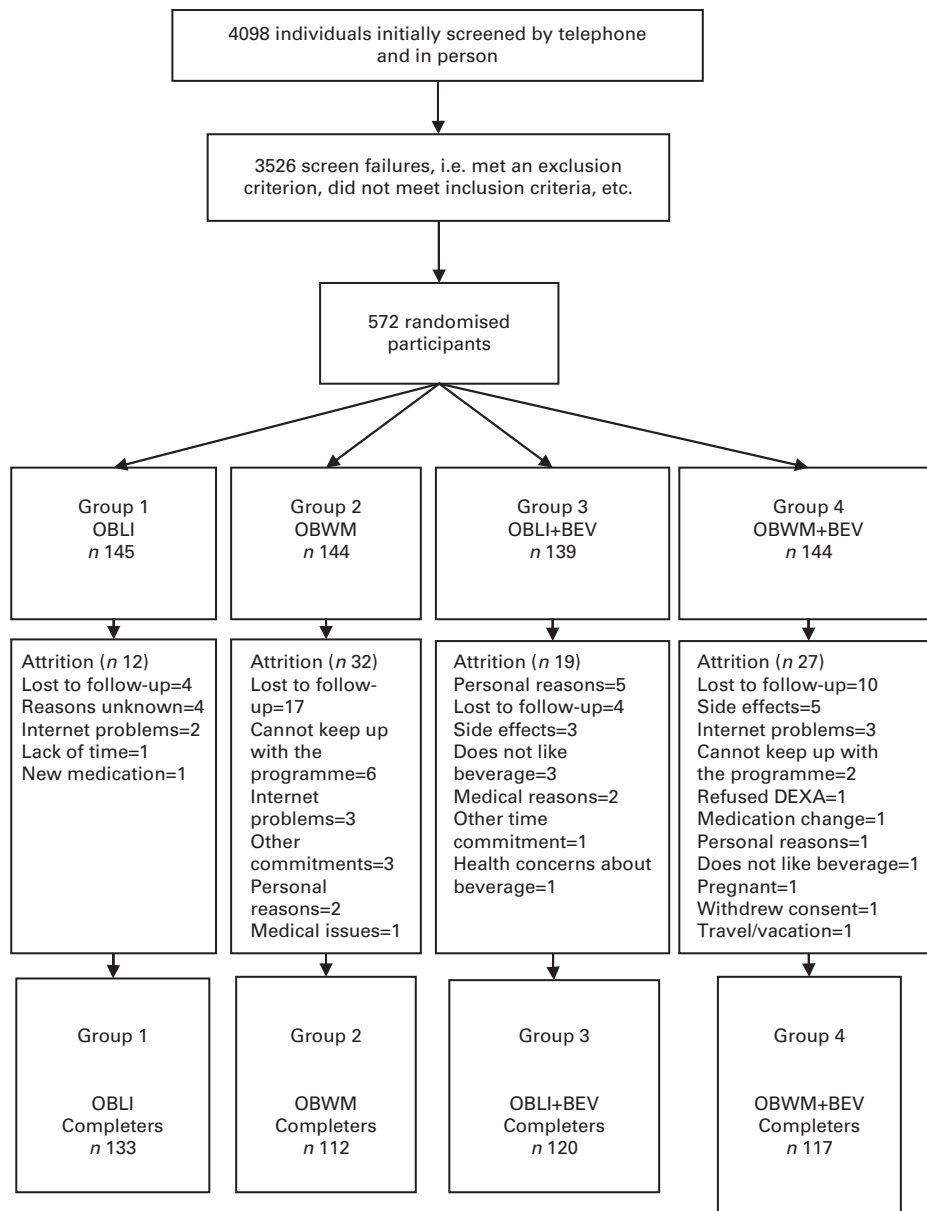 4098 individuals initially screened by telephone
and in person
3526 screen failures, i.e. met an exclusion
criterion, did not meet inclusion criteria, etc.
572 randomised
participants
Group 1
OBLI
n 145
Group 2
OBWM
n 144
Group 3
OBLI+BEV
n 139
Group 4
OBWM+BEV
n 144
Attrition (n 12)
Lost to follow-up=4
Reasons unknown=4
Internet problems=2
Lack of time=1
New medication=1
Attrition (n 32)
Lost to follow-
up=17
Cannot keep up
with the
programme=6
Internet
problems=3
Other
commitments=3
Personal
reasons=2
Medical issues=1
Attrition (n 19)
Personal reasons=5
Lost to follow-up=4
Side effects=3
Does not like
beverage=3
Medical reasons=2
Other time
commitment=1
Health concerns about
beverage=1
Attrition (n 27)
Lost to follow-up=10
Side effects=5
Internet problems=3
Cannot keep up with
the programme=2
Refused DEXA=1
Medication change=1
Personal reasons=1
Does not like beverage=1
Pregnant=1
Withdrew consent=1
Travel/vacation=1
Group 1
OBLI
Completers
n 133
Group 2
OBWM
Completers
n 112
Group 3
OBLI+BEV
Completers
n 120
Group 4
OBWM+BEV
Completers
n 117